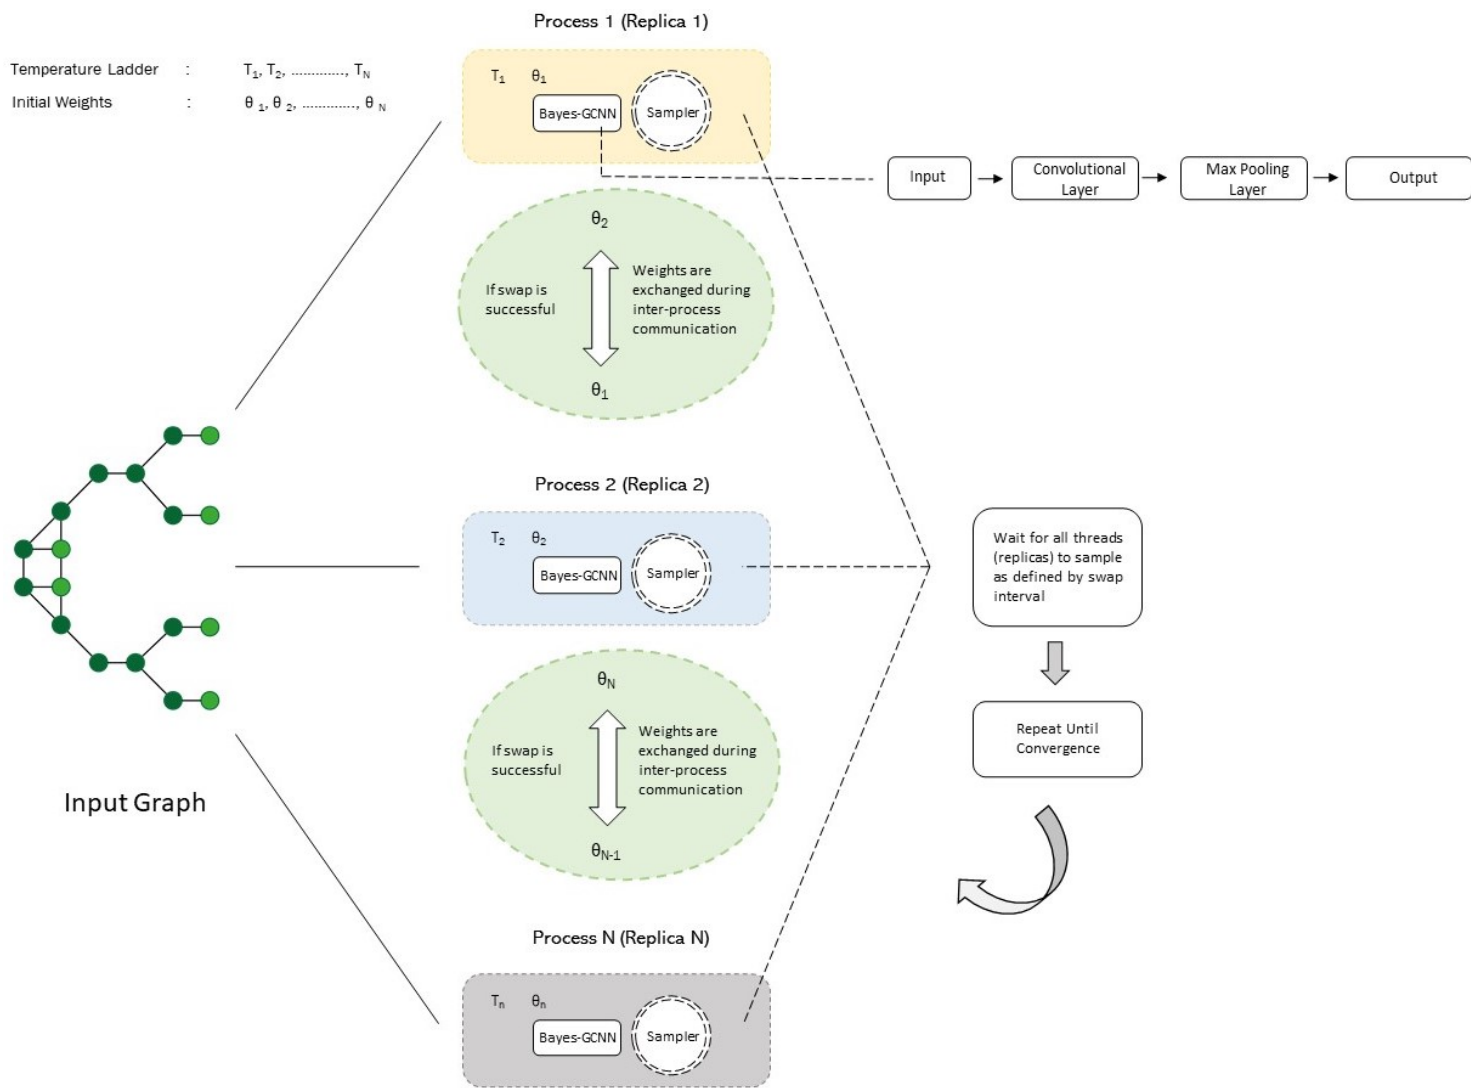 Process 1 (Replica 1)
Temperature Ladder : T₁, T₂, ............., T_N
Initial Weights : θ ₁, θ ₂, ............., θ _N
T₁ θ₁
Bayes-GCNN
Sampler
Input
Convolutional
Layer
Max Pooling
Layer
Output
θ₂
If swap is
successful
Weights are
exchanged during
inter-process
communication
θ₁
Process 2 (Replica 2)
T₂ θ₂
Bayes-GCNN
Sampler
Wait for all threads
(replicas) to sample
as defined by swap
interval
θ_N
If swap is
successful
Weights are
exchanged during
inter-process
communication
θ_N-1
Repeat Until
Convergence
Input Graph
Process N (Replica N)
Tₙ θₙ
Bayes-GCNN
Sampler